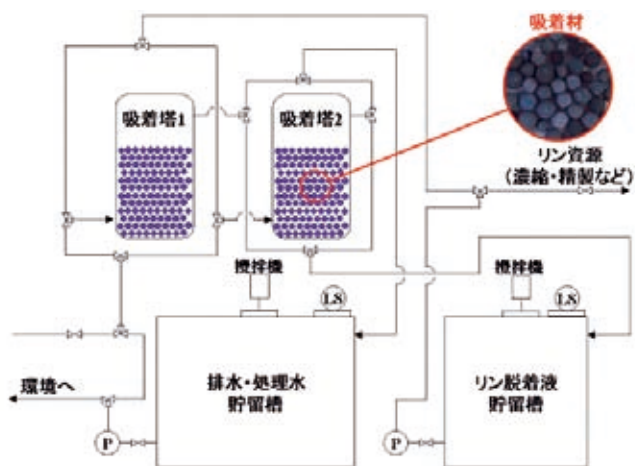 吸着材
吸着塔1
吸着塔2
リン資源
(濃縮・精製など)
攪拌機
LS
攪拌機
LS
環境へ
排水・処理水
貯留槽
リン脱着液
貯留槽
P
P